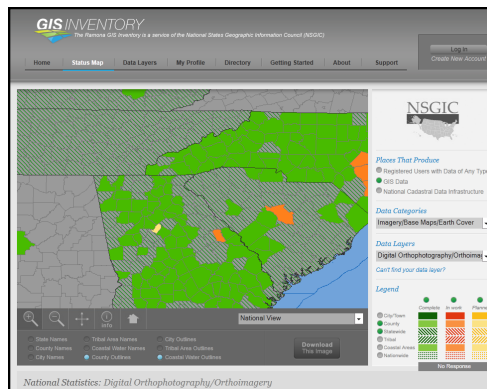 GIS INVENTORY
The Ramona GIS Inventory is a service of the National States Geographic Information Council (NSGIC)
Log In
Create New Account
Home Status Map Data Layers My Profile Directory Getting Started About Support
NSGIC
Places That Produce
Registered Users with Data of Any Type
GIS Data
National Cadastral Data Infrastructure
Data Categories
Imagery/Base Maps/Earth Cover
Data Layers
Digital Orthophotography/Orthoimag
Can't find your data layer?
Legend
Complete In work Planne
City/Town
County
Statewide
Tribal
Coastal Areas
Nationwide
No Response
INFO
National View
State Names Tribal Area Names City Outlines
County Names Coastal Water Names Tribal Outlines
City Names County Outlines Coastal Water Outlines
Download
This Image
National Statistics: Digital Orthophotography/Orthoimagery